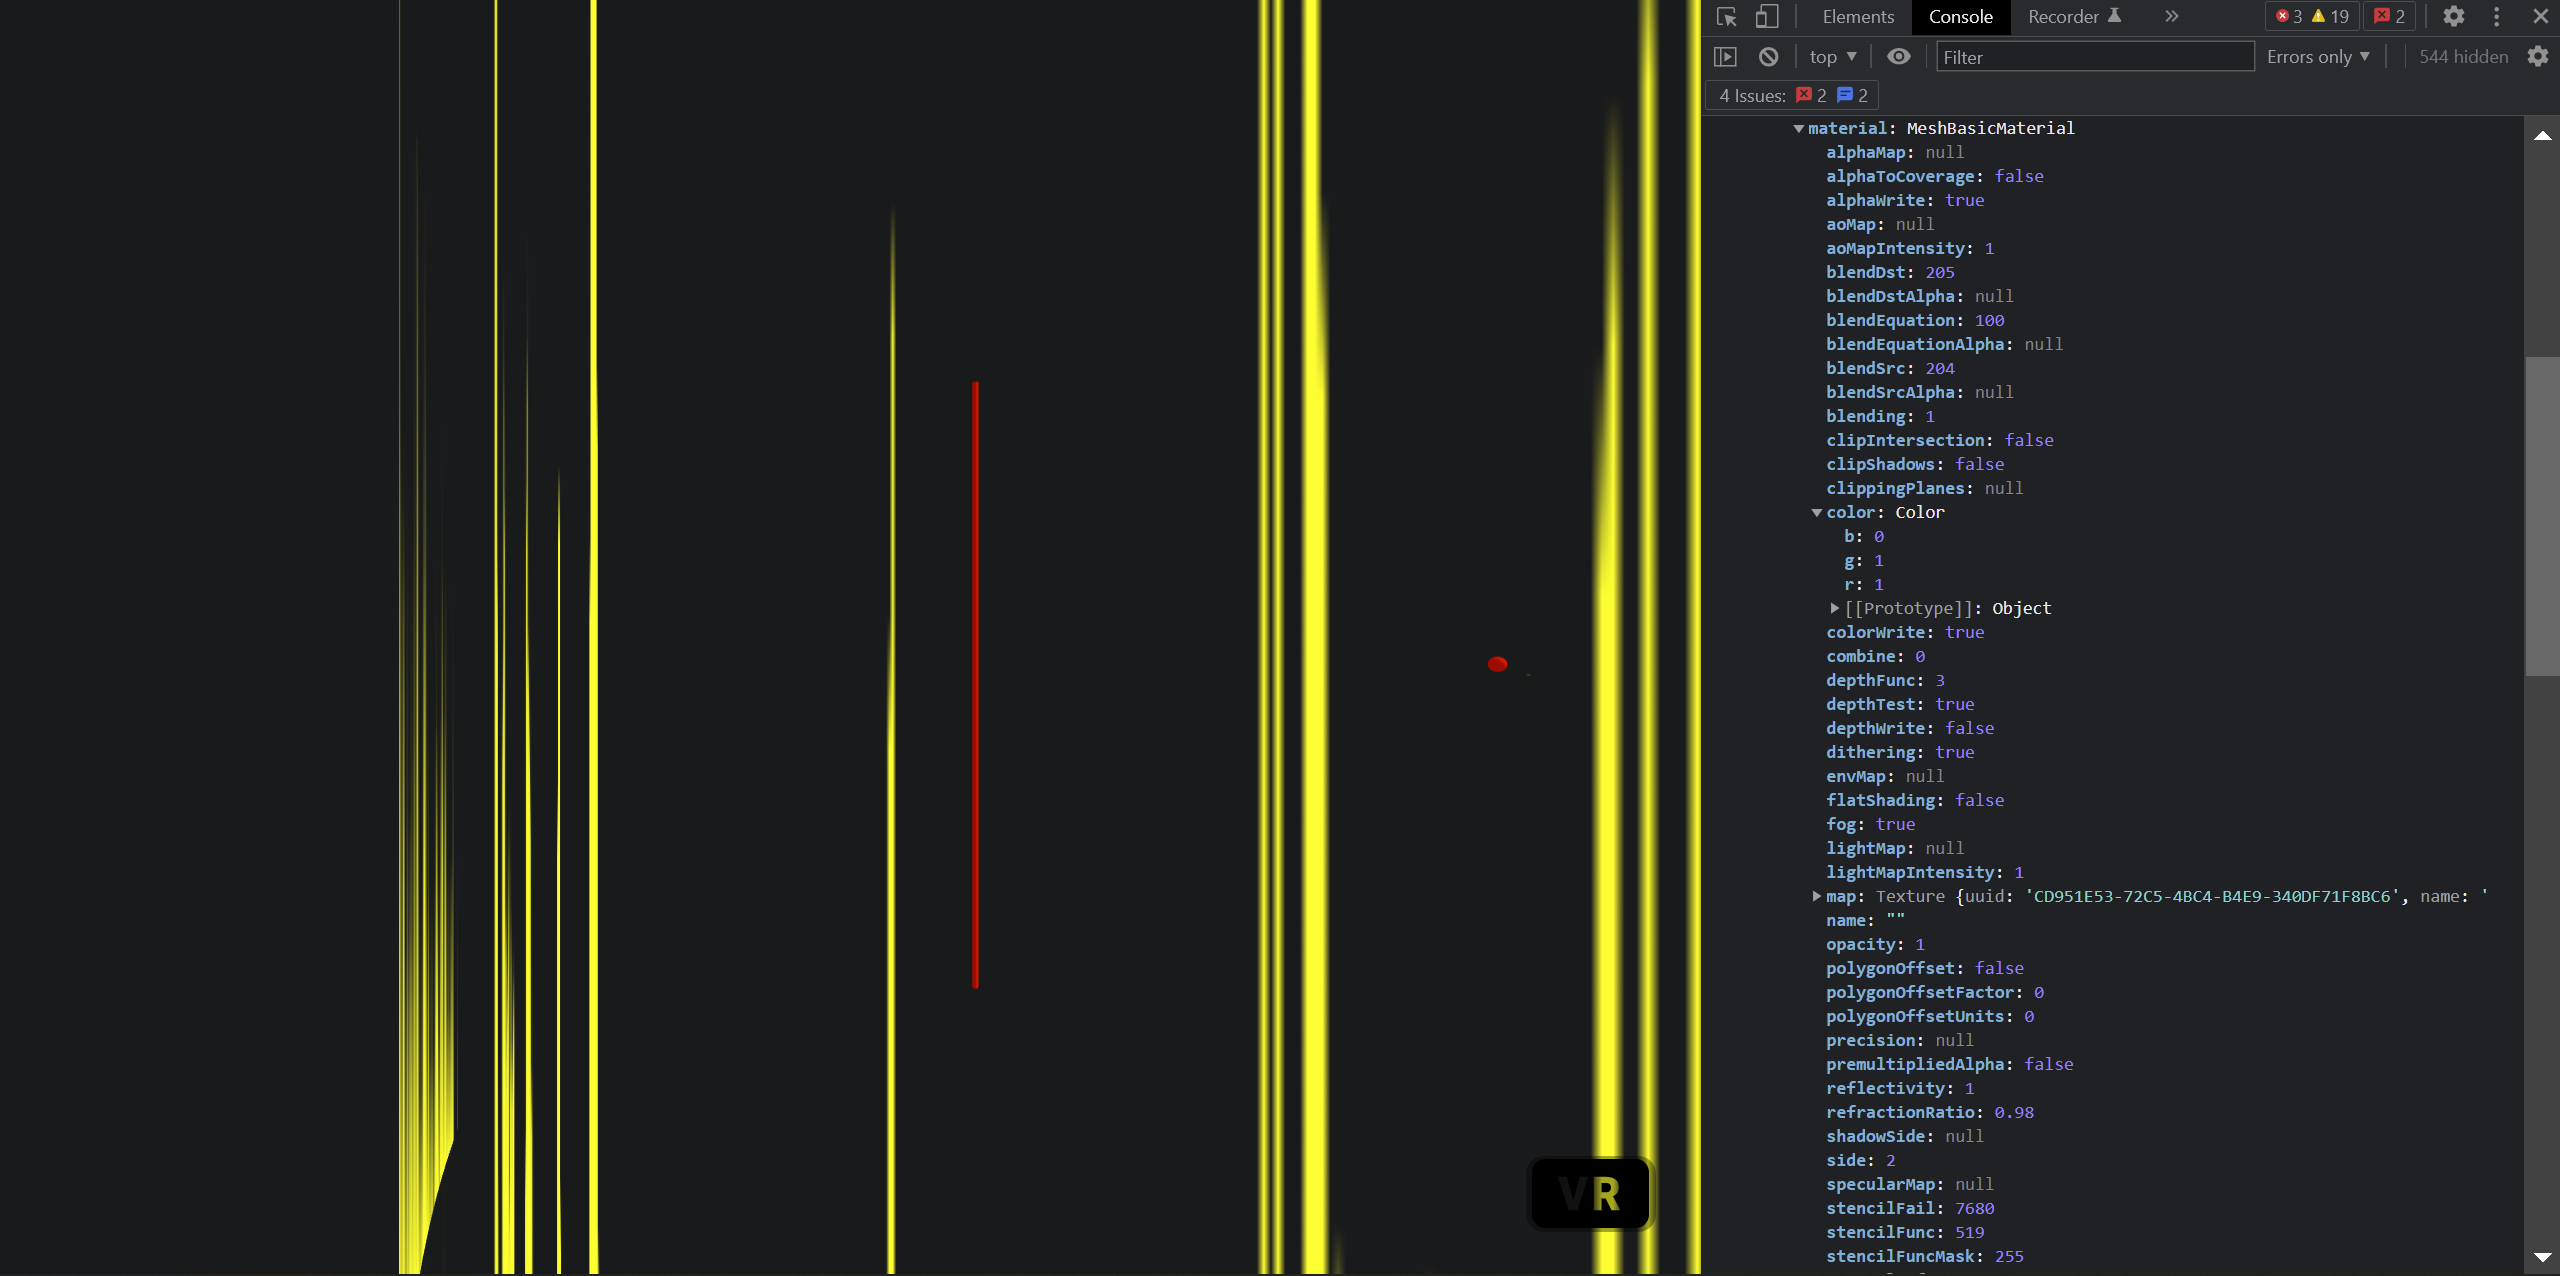 VR
Elements Console Recorder 3 19 2
top Filter Errors only 544 hidden
4 Issues: 2 2
material: MeshBasicMaterial
alphaMap: null
alphaToCoverage: false
alphaWrite: true
aoMap: null
aoMapIntensity: 1
blendDst: 205
blendDstAlpha: null
blendEquation: 100
blendEquationAlpha: null
blendSrc: 204
blendSrcAlpha: null
blending: 1
clipIntersection: false
clipShadows: false
clippingPlanes: null
color: Color
b: 0
g: 1
r: 1
[[Prototype]]: Object
colorWrite: true
combine: 0
depthFunc: 3
depthTest: true
depthWrite: false
dithering: true
envMap: null
flatShading: false
fog: true
lightMap: null
lightMapIntensity: 1
map: Texture {uuid: 'CD951E53-72C5-4BC4-B4E9-340DF71F8BC6', name: '
name: ""
opacity: 1
polygonOffset: false
polygonOffsetFactor: 0
polygonOffsetUnits: 0
precision: null
premultipliedAlpha: false
reflectivity: 1
refractionRatio: 0.98
shadowSide: null
side: 2
specularMap: null
stencilFail: 7680
stencilFunc: 519
stencilFuncMask: 255